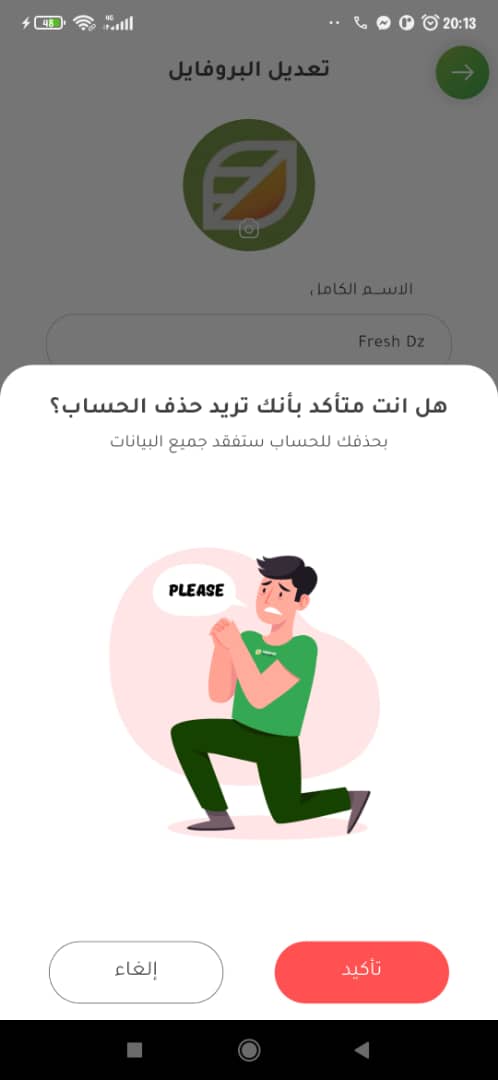 48
4G
20:13
تعديل البروفايل
الاسـم الكامل
Fresh Dz
هل انت متأكد بأنك تريد حذف الحساب؟
بحذفك للحساب ستفقد جميع البيانات
PLEASE
تأكيد
إلغاء